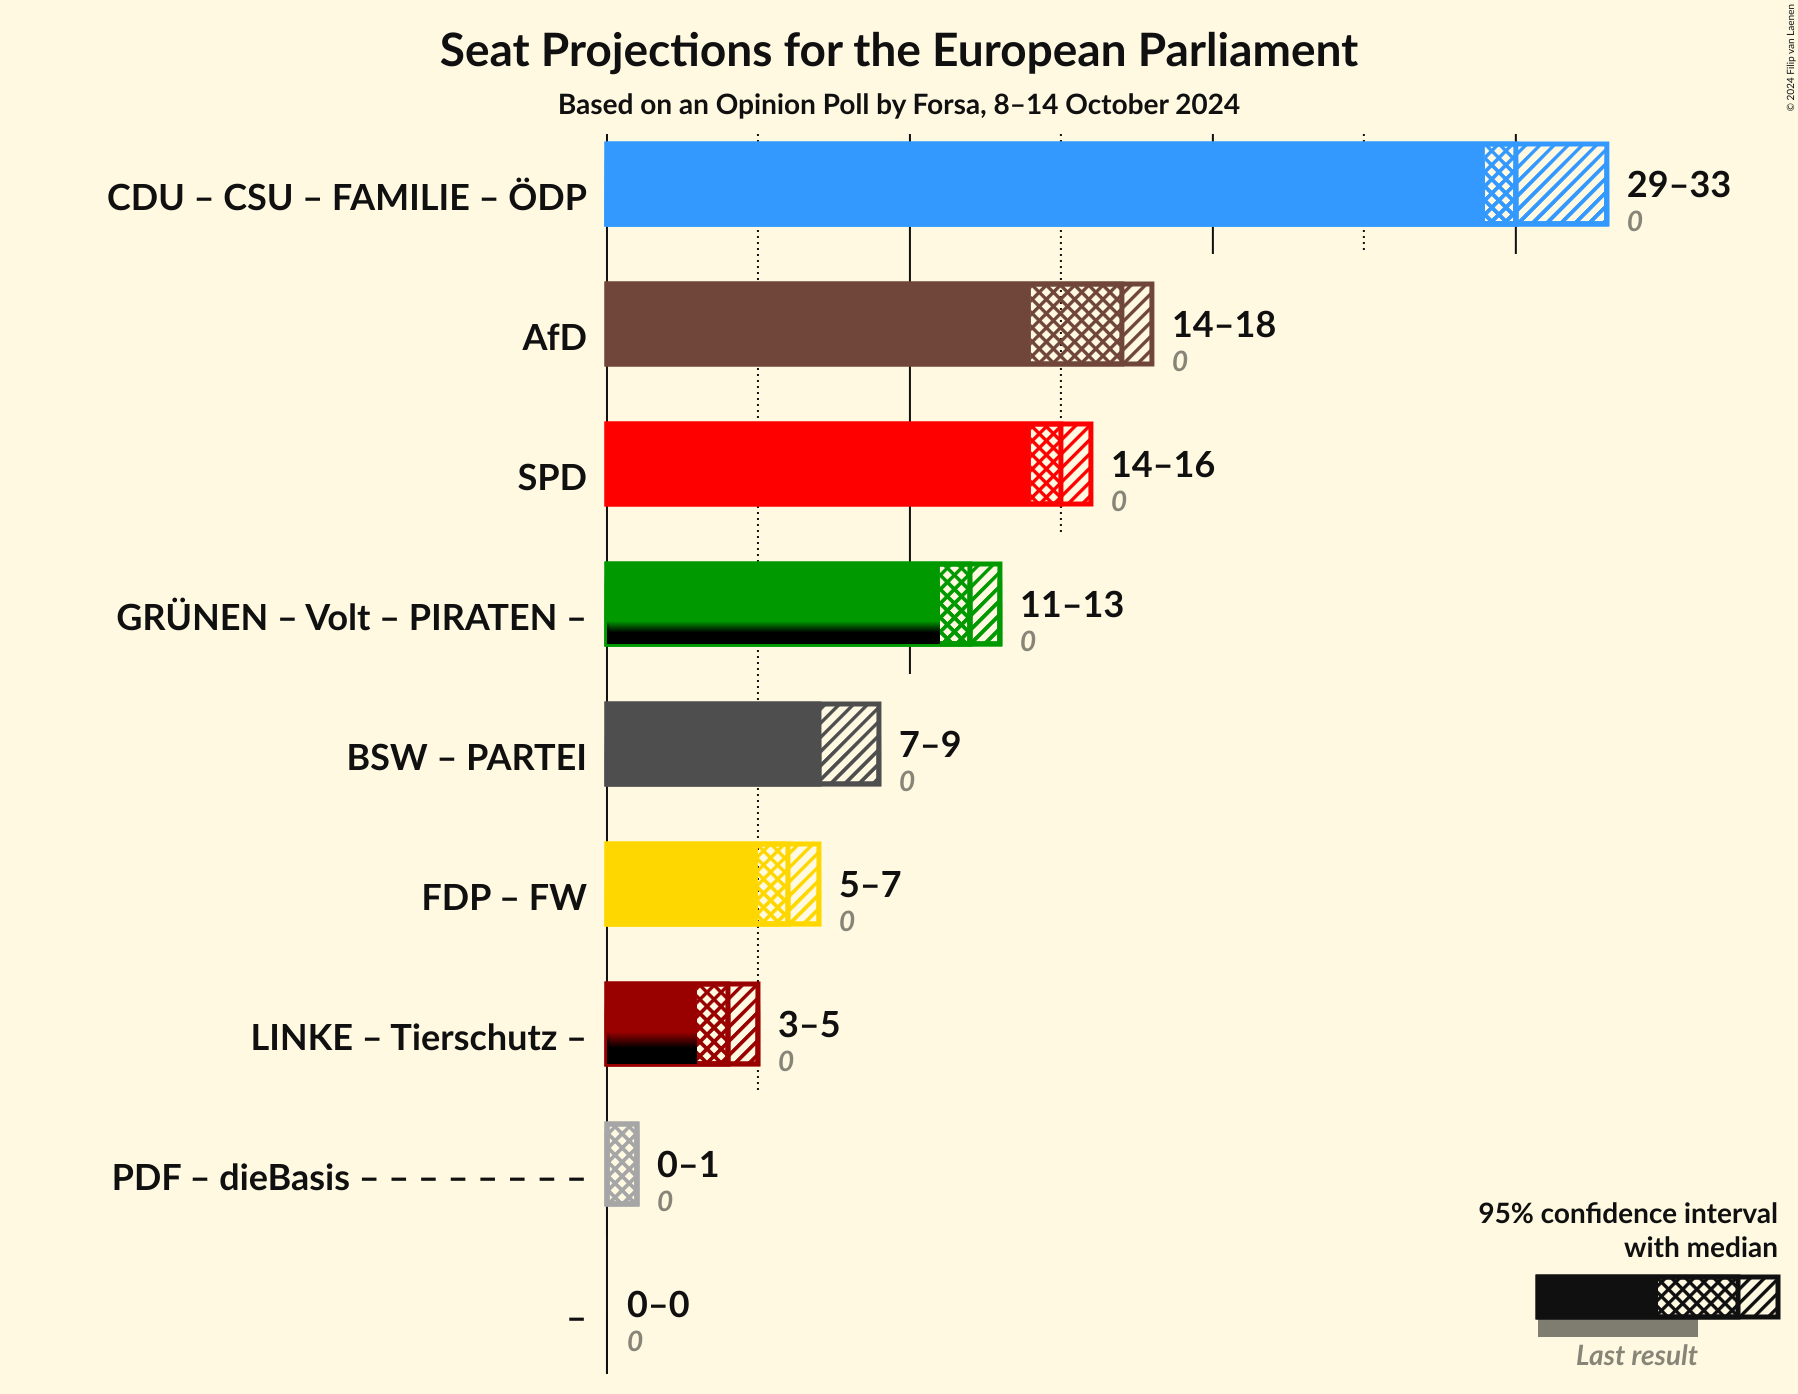 © 2024 Filip van Laenen
Seat Projections for the European Parliament
Based on an Opinion Poll by Forsa, 8–14 October 2024
CDU – CSU – FAMILIE – ÖDP
29–33
0
AfD
14–18
0
SPD
14–16
0
GRÜNEN – Volt – PIRATEN –
11–13
0
BSW – PARTEI
7–9
0
FDP – FW
5–7
0
LINKE – Tierschutz –
3–5
0
PDF – dieBasis – – – – – – – –
0–1
0
–
0–0
0
95% confidence interval
with median
Last result